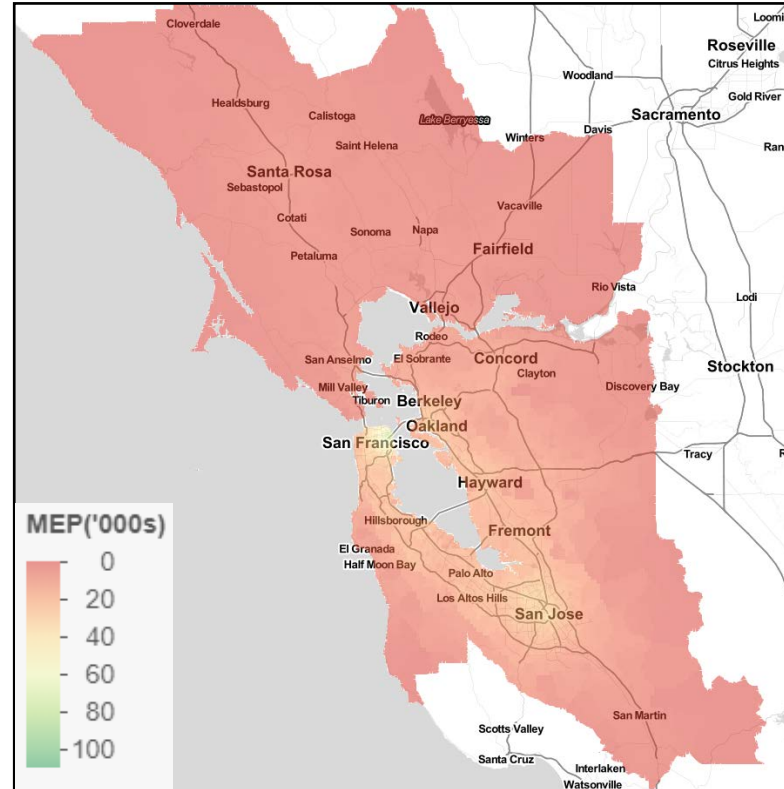 Cloverdale
Loomi
Roseville
Citrus Heights
Woodland
Gold River
Healdsburg
Calistoga
Lake Berryessa
Sacramento
Saint Helena
Winters
Davis
Ran
Santa Rosa
Sebastopol
Vacaville
Cotati
Sonoma
Napa
Petaluma
Fairfield
Rio Vista
Lodi
Vallejo
Rodeo
San Anselmo
El Sobrante
Concord
Stockton
Clayton
Mill Valley
Discovery Bay
Tiburon
Berkeley
Oakland
San Francisco
Tracy
Hayward
MEP('000s)
Hillsborough
Fremont
El Granada
Half Moon Bay
Palo Alto
Los Altos Hills
San Jose
0
20
40
60
80
100
San Martin
Scotts Valley
Santa Cruz
Interlaken
Watsonville